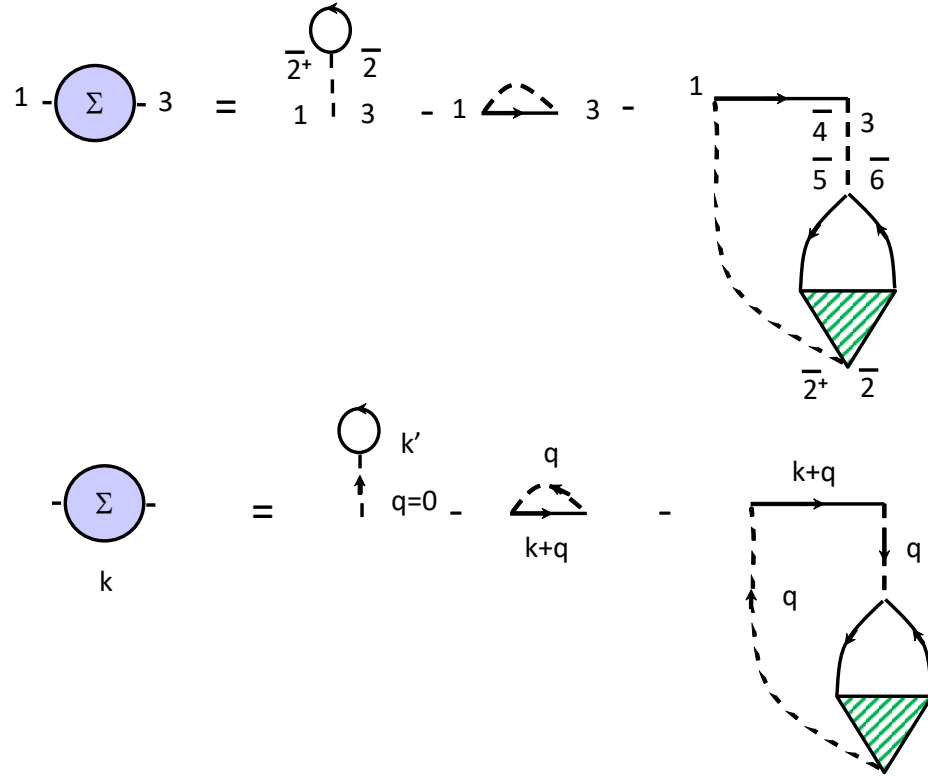 2̅⁺ 2̅
1 - Σ - 3 = 1 3 - 1 3 - 1
4̅ 3
5̅ 6̅
2̅⁺ 2̅
k' q k+q
- Σ - = q=0 - k+q - q q
k